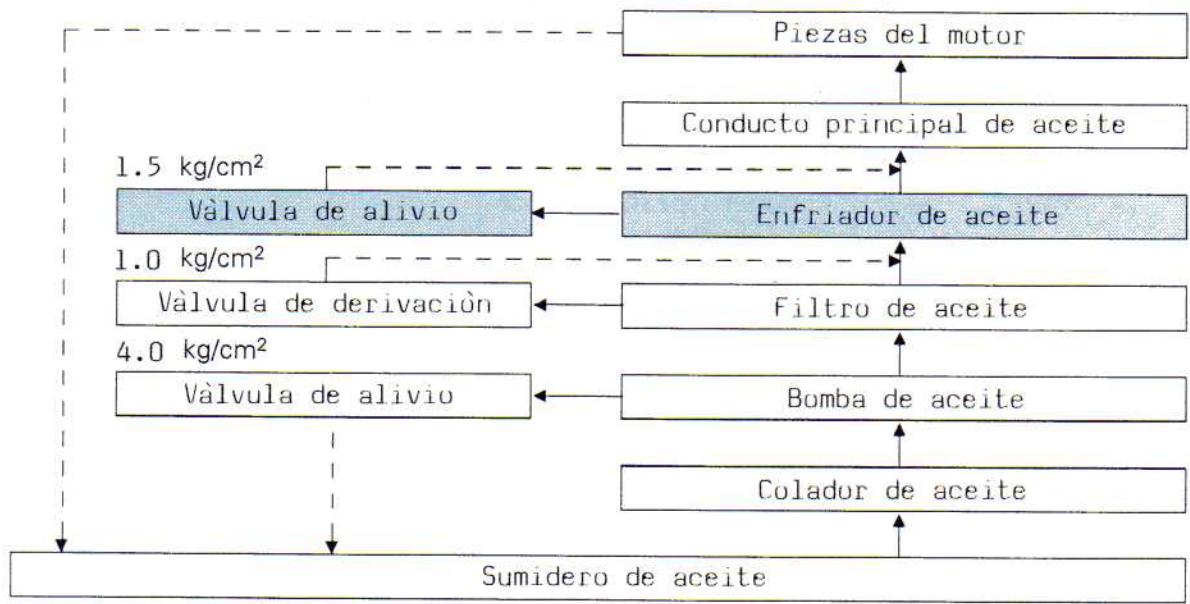 Piezas del motor
Conducto principal de aceite
1.5 kg/cm²
Vàlvula de alivio
Enfriador de aceite
1.0 kg/cm²
Vàlvula de derivaciòn
Filtro de aceite
4.0 kg/cm²
Vàlvula de alivio
Bomba de aceite
Colador de aceite
Sumidero de aceite